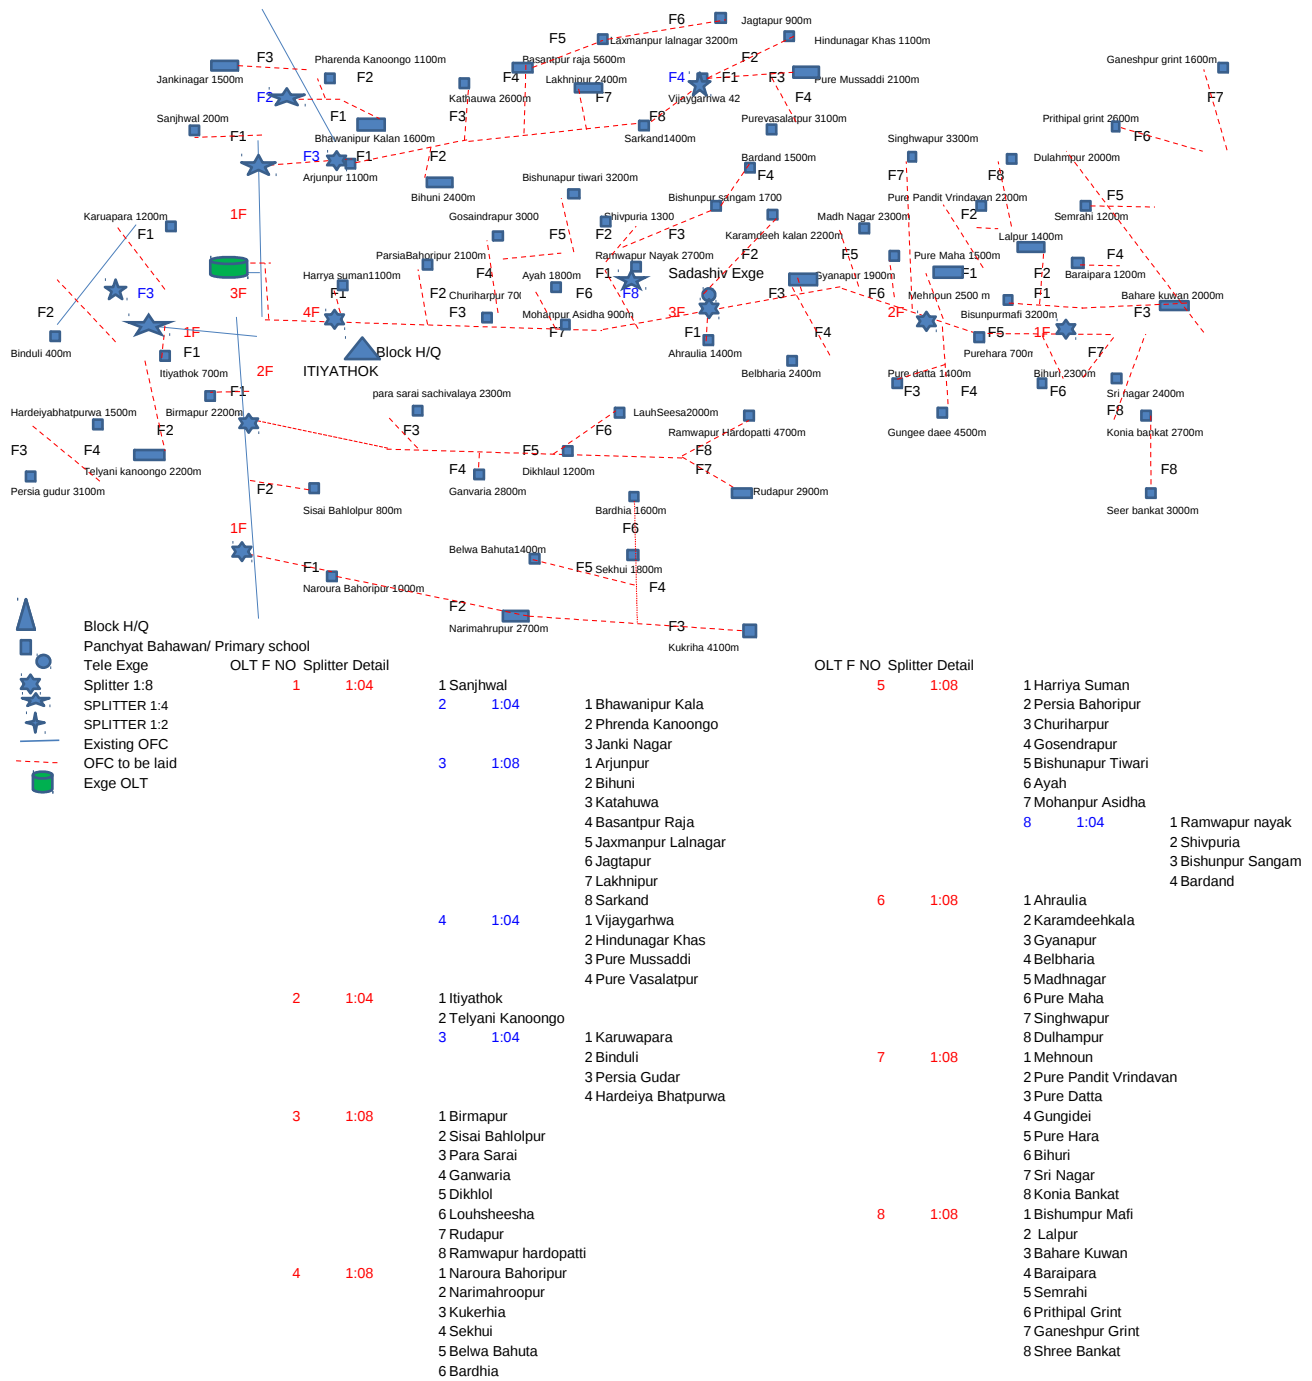 F6
Jagtapur 900m
F5
Laxmanpur lalnagar 3200m
Hindunagar Khas 1100m
F3
Pharenda Kanoongo 1100m
Basantpur raja 5600m
F2
Ganeshpur grint 1600m
Jankinagar 1500m
F2
F4
Lakhnipur 2400m
F4
F1
F3
Pure Mussaddi 2100m
F2
Kathauwa 2600m
F7
Vijaygarhwa 42
F4
F7
Sanjhwal 200m
F1
F3
F8
Purevasalatpur 3100m
Prithipal grint 2600m
F1
Bhawanipur Kalan 1600m
Sarkand1400m
Singhwapur 3300m
F6
F3
F1
F2
Bardand 1500m
Dulahmpur 2000m
Arjunpur 1100m
Bishunapur tiwari 3200m
F4
F7
F8
Bihuni 2400m
Bishunpur sangam 1700
Pure Pandit Vrindavan 2200m
F5
Karuapara 1200m
1F
Gosaindrapur 3000
Shivpuria 1300
Madh Nagar 2300m
F2
Semrahi 1200m
F1
F5
F2
F3
Karamdeeh kalan 2200m
Lalpur 1400m
ParsiaBahoripur 2100m
Ramwapur Nayak 2700m
F2
F5
Pure Maha 1500m
F4
Harrya suman1100m
F4
Ayah 1800m
F1
Sadashiv Exge
Gyanapur 1900m
F1
F2
Baraipara 1200m
F3
3F
F1
F2
Churiharpur 700
F6
F8
F3
F6
Mehnoun 2500 m
F1
Bahare kuwan 2000m
F2
4F
F3
Mohanpur Asidha 900m
3F
2F
Bisunpurmafi 3200m
F3
1F
F7
F1
F4
F5
1F
Binduli 400m
F1
Block H/Q
Ahraulia 1400m
Purehara 700m
F7
Itiyathok 700m
2F
ITIYATHOK
Belbharia 2400m
Pure datta 1400m
Bihuri 2300m
F1
para sarai sachivalaya 2300m
F3
F4
F6
Sri nagar 2400m
Hardeiyabhatpurwa 1500m
Birmapur 2200m
LauhSeesa2000m
F8
F2
F3
F6
Ramwapur Hardopatti 4700m
Gungee daee 4500m
Konia bankat 2700m
F3
F4
F5
F8
Telyani kanoongo 2200m
F4
Dikhlaul 1200m
F7
F8
Persia gudur 3100m
F2
Ganvaria 2800m
Rudapur 2900m
Sisai Bahlolpur 800m
Bardhia 1600m
Seer bankat 3000m
1F
F6
Belwa Bahuta1400m
F1
F5
Sekhui 1800m
Naroura Bahoripur 1000m
F4
F2
Narimahrupur 2700m
F3
Kukriha 4100m
Block H/Q
Panchyat Bahawan/ Primary school
Tele Exge
Splitter 1:8
SPLITTER 1:4
SPLITTER 1:2
Existing OFC
OFC to be laid
Exge OLT
OLT F NO Splitter Detail
1 1:04 1 Sanjhwal
2 1:04 1 Bhawanipur Kala
2 Phrenda Kanoongo
3 Janki Nagar
3 1:08 1 Arjunpur
2 Bihuni
3 Katahuwa
4 Basantpur Raja
5 Jaxmanpur Lalnagar
6 Jagtapur
7 Lakhnipur
8 Sarkand
4 1:04 1 Vijaygarhwa
2 Hindunagar Khas
3 Pure Mussaddi
4 Pure Vasalatpur
2 1:04 1 Itiyathok
2 Telyani Kanoongo
3 1:04 1 Karuwapara
2 Binduli
3 Persia Gudar
4 Hardeiya Bhatpurwa
3 1:08 1 Birmapur
2 Sisai Bahlolpur
3 Para Sarai
4 Ganwaria
5 Dikhlol
6 Louhsheesha
7 Rudapur
8 Ramwapur hardopatti
4 1:08 1 Naroura Bahoripur
2 Narimahroopur
3 Kukerhia
4 Sekhui
5 Belwa Bahuta
6 Bardhia
OLT F NO Splitter Detail
5 1:08 1 Harriya Suman
2 Persia Bahoripur
3 Churiharpur
4 Gosendrapur
5 Bishunapur Tiwari
6 Ayah
7 Mohanpur Asidha
8 1:04 1 Ramwapur nayak
2 Shivpuria
3 Bishunpur Sangam
4 Bardand
6 1:08 1 Ahraulia
2 Karamdeehkala
3 Gyanapur
4 Belbharia
5 Madhnagar
6 Pure Maha
7 Singhwapur
8 Dulhampur
7 1:08 1 Mehnoun
2 Pure Pandit Vrindavan
3 Pure Datta
4 Gungidei
5 Pure Hara
6 Bihuri
7 Sri Nagar
8 Konia Bankat
8 1:08 1 Bishumpur Mafi
2 Lalpur
3 Bahare Kuwan
4 Baraipara
5 Semrahi
6 Prithipal Grint
7 Ganeshpur Grint
8 Shree Bankat